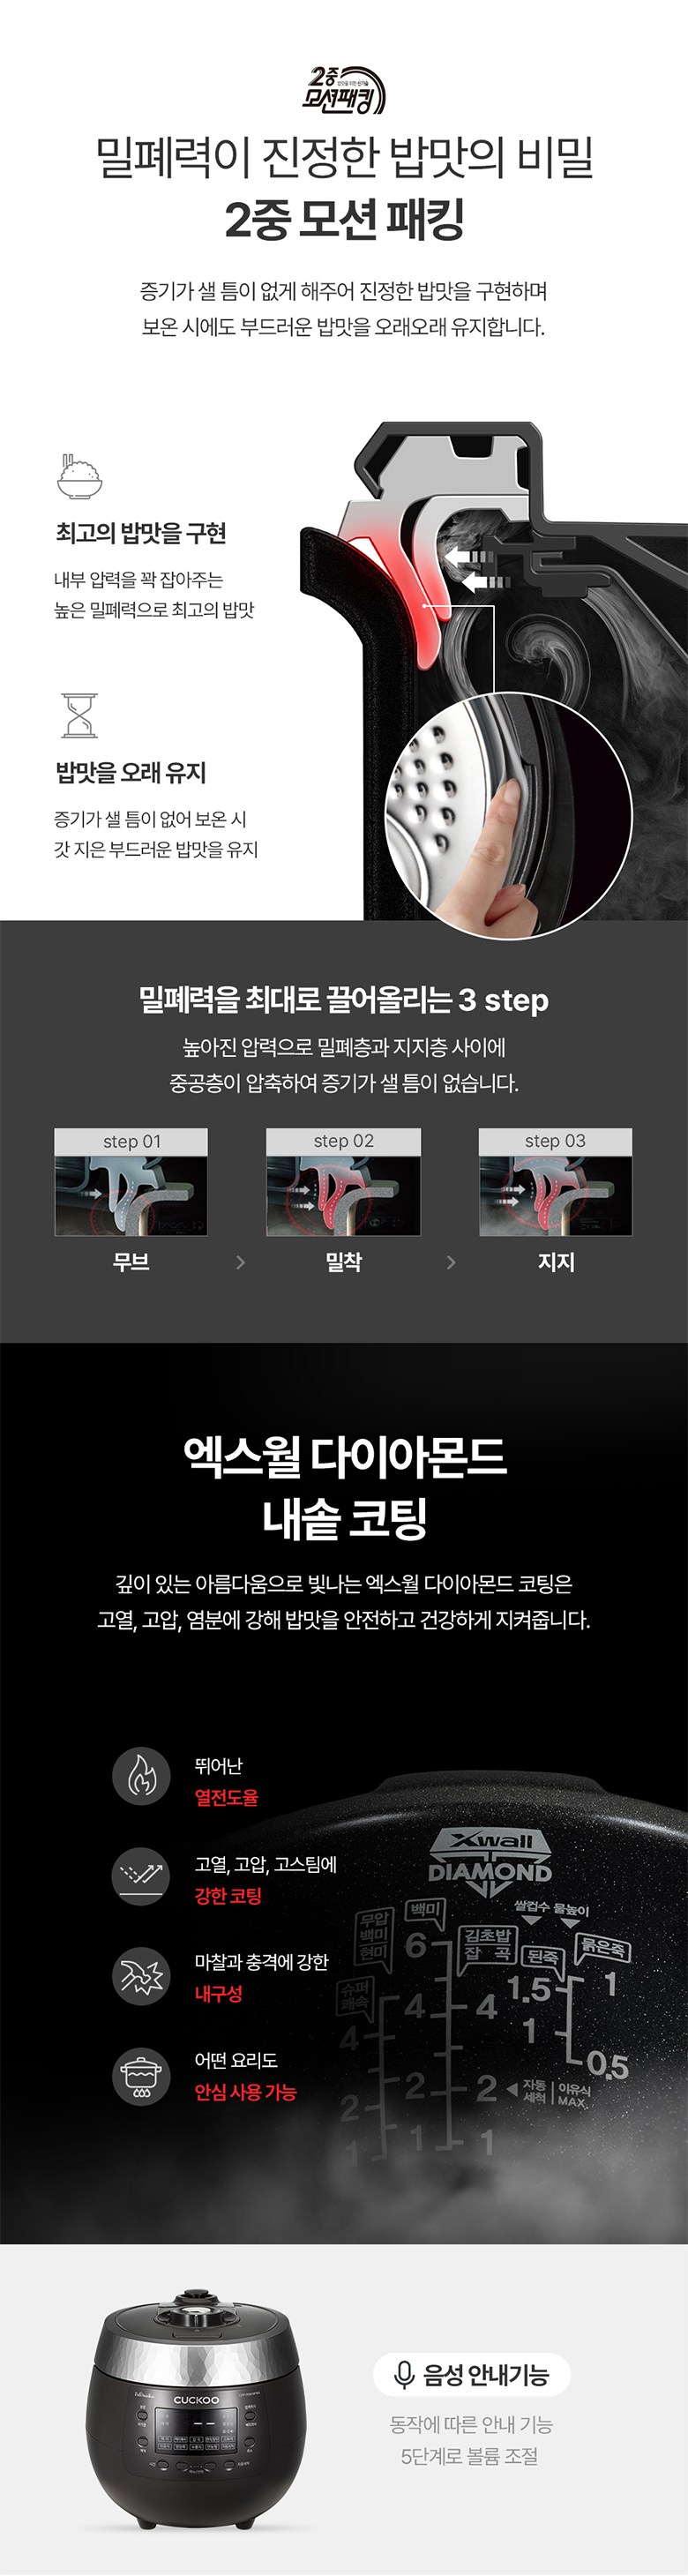 2중
모션패킹
밀폐력이 진정한 밥맛의 비밀
2중 모션 패킹
증기가 샐 틈이 없게 해주어 진정한 밥맛을 구현하며
보온 시에도 부드러운 밥맛을 오래오래 유지합니다.
최고의 밥맛을 구현
내부 압력을 꽉 잡아주는
높은 밀폐력으로 최고의 밥맛
밥맛을 오래 유지
증기가 샐 틈이 없어 보온 시
갓 지은 부드러운 밥맛을 유지
밀폐력을 최대로 끌어올리는 3 step
높아진 압력으로 밀폐층과 지지층 사이에
중공층이 압축하여 증기가 샐 틈이 없습니다.
step 01
step 02
step 03
무브 > 밀착 > 지지
엑스월 다이아몬드
내솥 코팅
깊이 있는 아름다움으로 빛나는 엑스월 다이아몬드 코팅은
고열, 고압, 염분에 강해 밥맛을 안전하고 건강하게 지켜줍니다.
뛰어난
열전도율
고열, 고압, 고스팀에
강한 코팅
마찰과 충격에 강한
내구성
어떤 요리도
안심 사용 가능
Xwall
DIAMOND
쌀컵수 물높이
무압
백미
현미
백미
김초밥
잡곡
된죽
묽은죽
슈퍼
쾌속
6
4
4
4
2
2
2
1
1
1
1.5
1
1
0.5
자동
세척
이유식
MAX.
CUCKOO
음성 안내기능
동작에 따른 안내 기능
5단계로 볼륨 조절